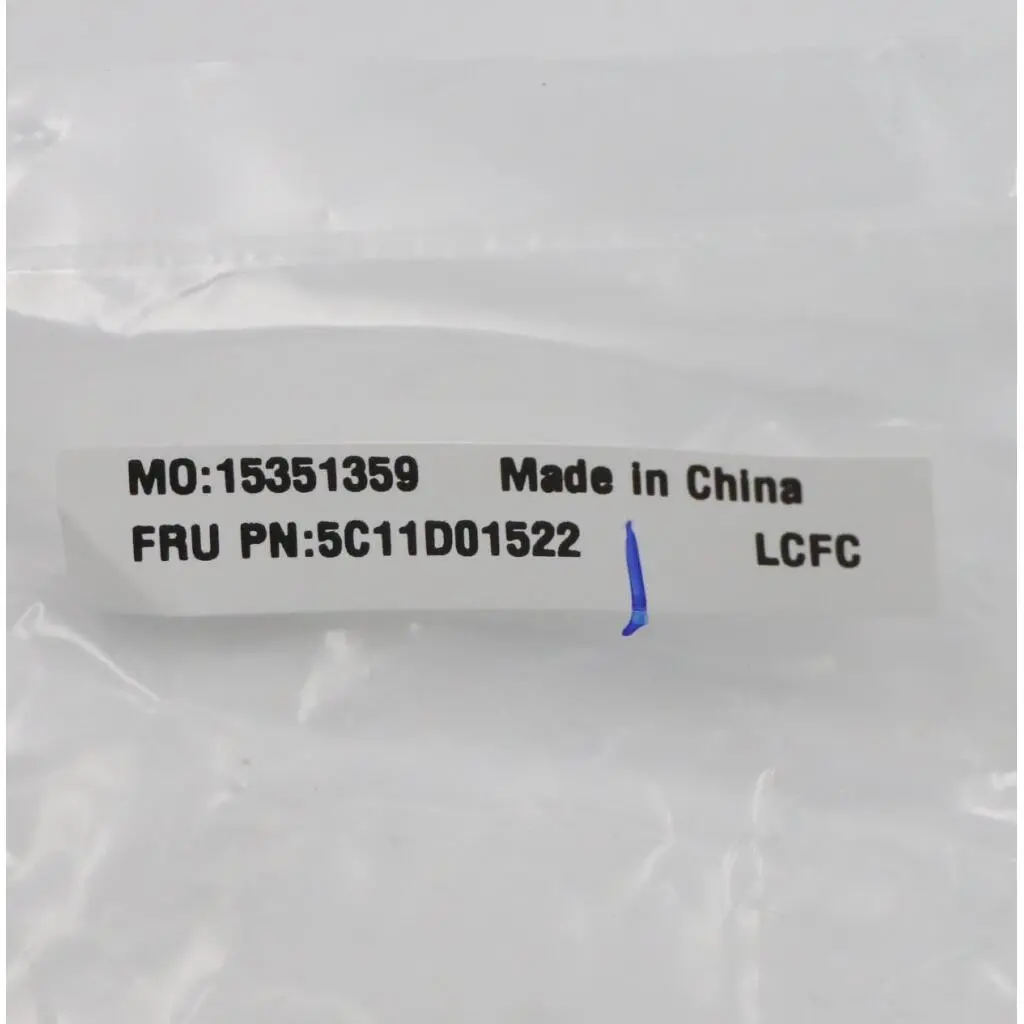 MO:15351359 Made in China
FRU PN:5C11D01522 LCFC